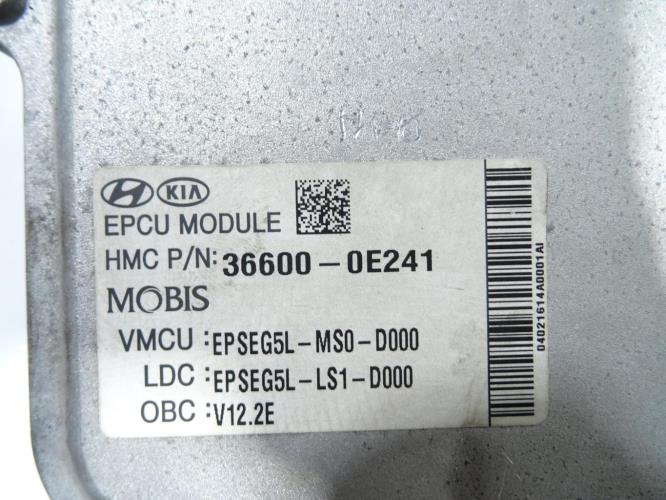 HYUNDAI KIA
EPCU MODULE
HMC P/N: 36600-0E241
MOBIS
VMCU : EPSEG5L-MS0-D000
LDC : EPSEG5L-LS1-D000
OBC : V12.2E
04021614A0001AI